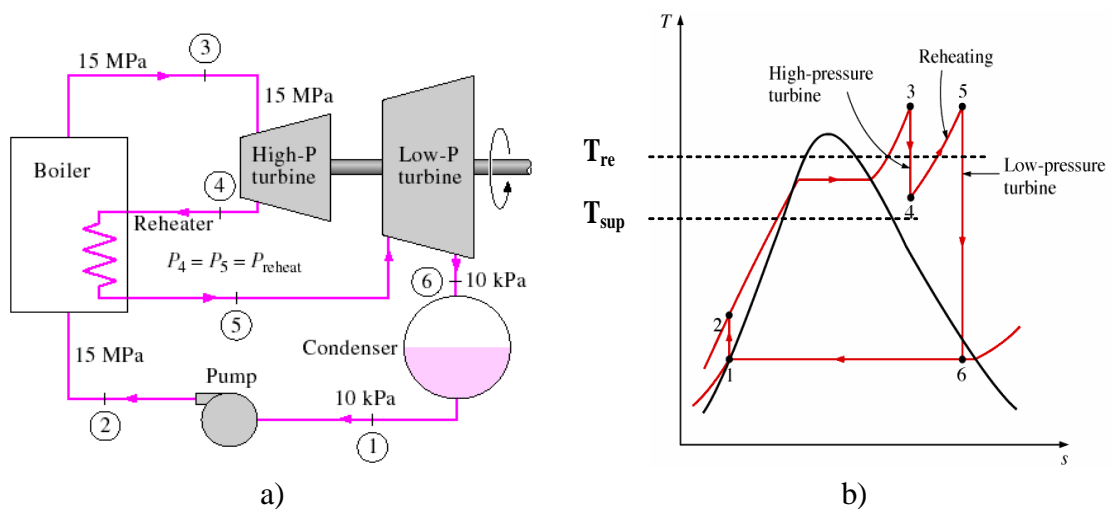 15 MPa
3
15 MPa
Boiler
High-P
turbine
Low-P
turbine
4
Reheater
P4 = P5 = Preheat
5
6
10 kPa
Condenser
15 MPa
Pump
10 kPa
2
1
a)
T
Reheating
High-pressure
turbine
3
5
Tre
Low-pressure
turbine
4
Tsup
2
1
6
s
b)